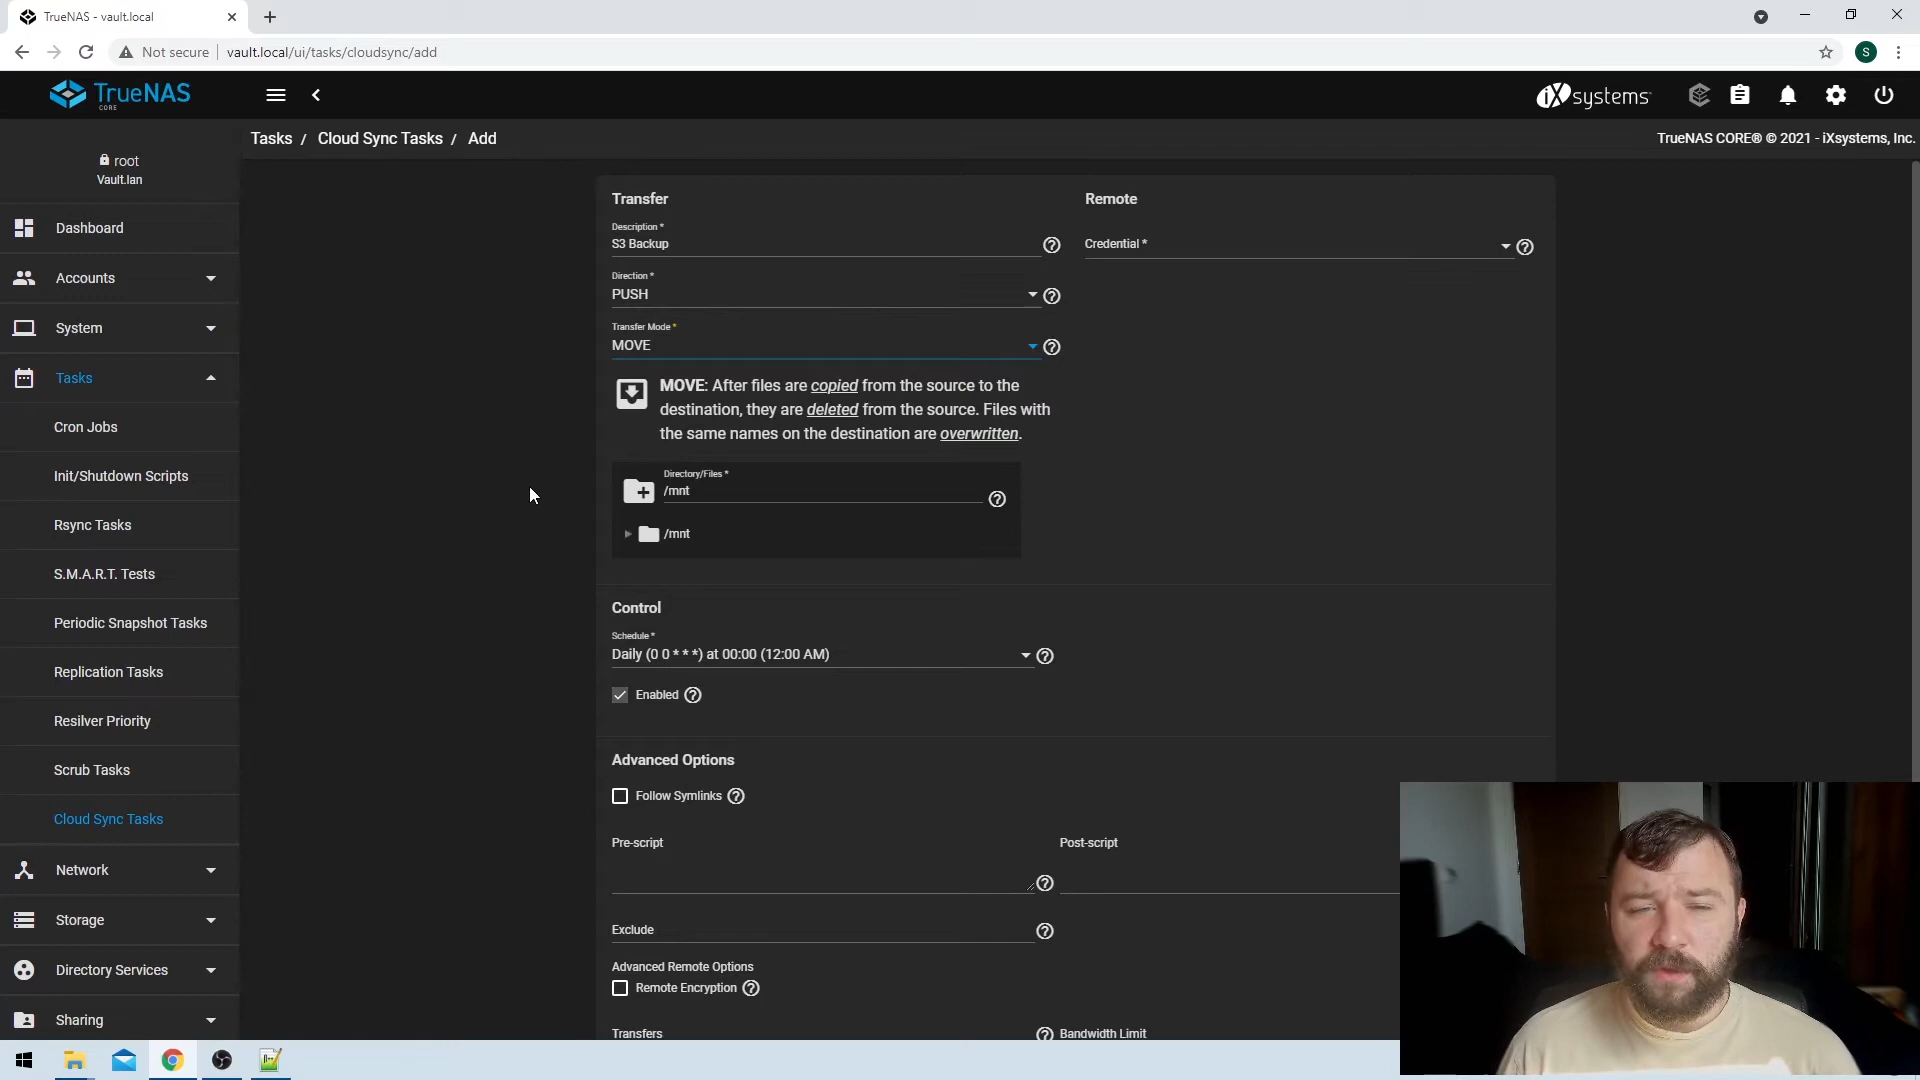 TrueNAS - vault.local
Not secure
vault.local/ui/tasks/cloudsync/add
S
TrueNAS
CORE
iXsystems
Tasks / Cloud Sync Tasks / Add
TrueNAS CORE® © 2021 - iXsystems, Inc.
root
Vault.lan
Dashboard
Accounts
System
Tasks
Cron Jobs
Init/Shutdown Scripts
Rsync Tasks
S.M.A.R.T. Tests
Periodic Snapshot Tasks
Replication Tasks
Resilver Priority
Scrub Tasks
Cloud Sync Tasks
Network
Storage
Directory Services
Sharing
Transfer
Description *
S3 Backup
Direction *
PUSH
Transfer Mode *
MOVE
MOVE: After files are copied from the source to the
destination, they are deleted from the source. Files with
the same names on the destination are overwritten.
Directory/Files *
/mnt
/mnt
Remote
Credential *
Control
Schedule *
Daily (0 0 * * *) at 00:00 (12:00 AM)
Enabled
Advanced Options
Follow Symlinks
Pre-script
Post-script
Exclude
Advanced Remote Options
Remote Encryption
Transfers
Bandwidth Limit